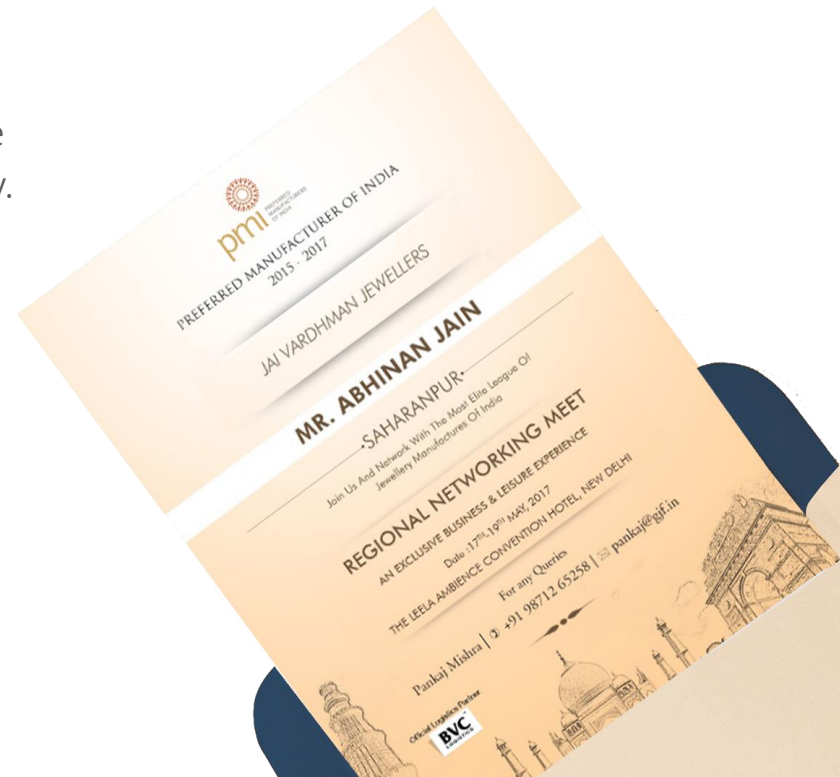 e
y.
pmi
PREFERRED
MANUFACTURERS
OF INDIA
PREFERRED MANUFACTURER OF INDIA
2015 - 2017
JAI VARDHMAN JEWELLERS
MR. ABHINAN JAIN
•SAHARANPUR•
Join Us And Network With The Most Elite League Of
Jewellery Manufactures Of India
REGIONAL NETWORKING MEET
AN EXCLUSIVE BUSINESS & LEISURE EXPERIENCE
Date :17TH-19TH MAY, 2017
THE LEELA AMBIENCE CONVENTION HOTEL, NEW DELHI
For any Queries
Pankaj Mishra | ✆ +91 98712 65258 | ✉ pankaj@gjf.in
Official Logistics Partner
BVC
LOGISTICS